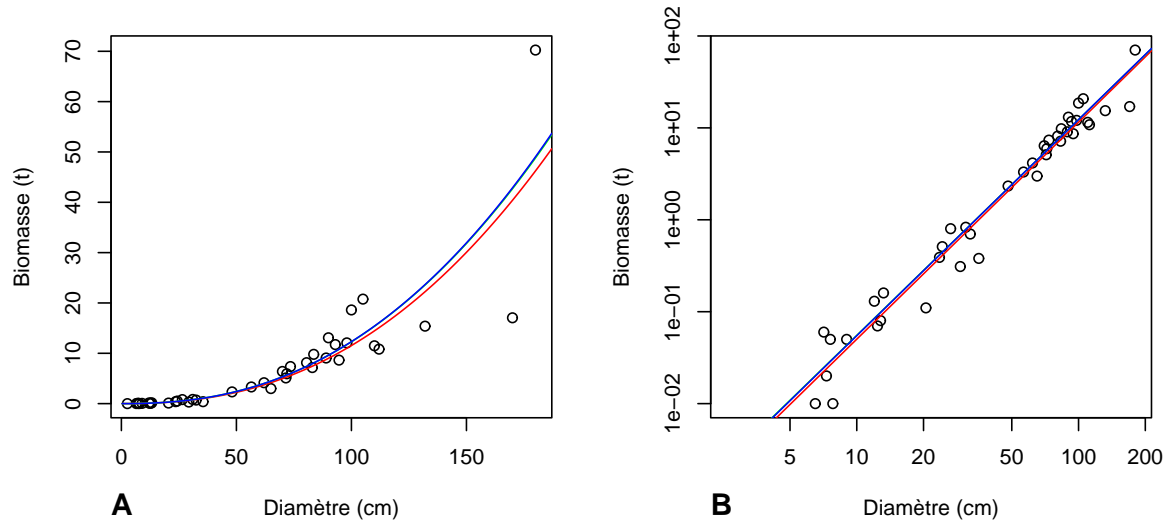 70
60
50
40
30
20
10
0
Biomasse (t)
0 50 100 150
A Diamètre (cm)
1e+02
1e+01
1e+00
1e−01
1e−02
Biomasse (t)
5 10 20 50 100 200
B Diamètre (cm)